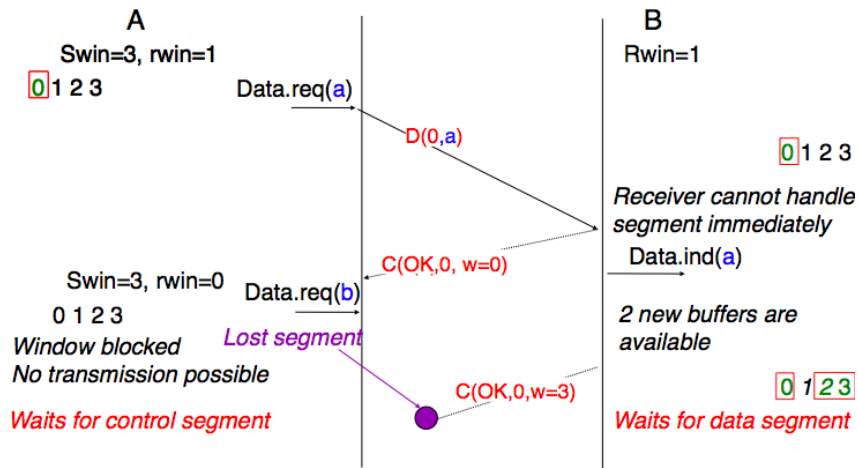 A
B
Swin=3, rwin=1
Rwin=1
0 1 2 3
Data.req(a)
D(0,a)
0 1 2 3
Receiver cannot handle
segment immediately
C(OK,0, w=0)
Data.ind(a)
Swin=3, rwin=0
Data.req(b)
0 1 2 3
2 new buffers are
available
Lost segment
Window blocked
No transmission possible
C(OK,0,w=3)
0 1 2 3
Waits for control segment
Waits for data segment